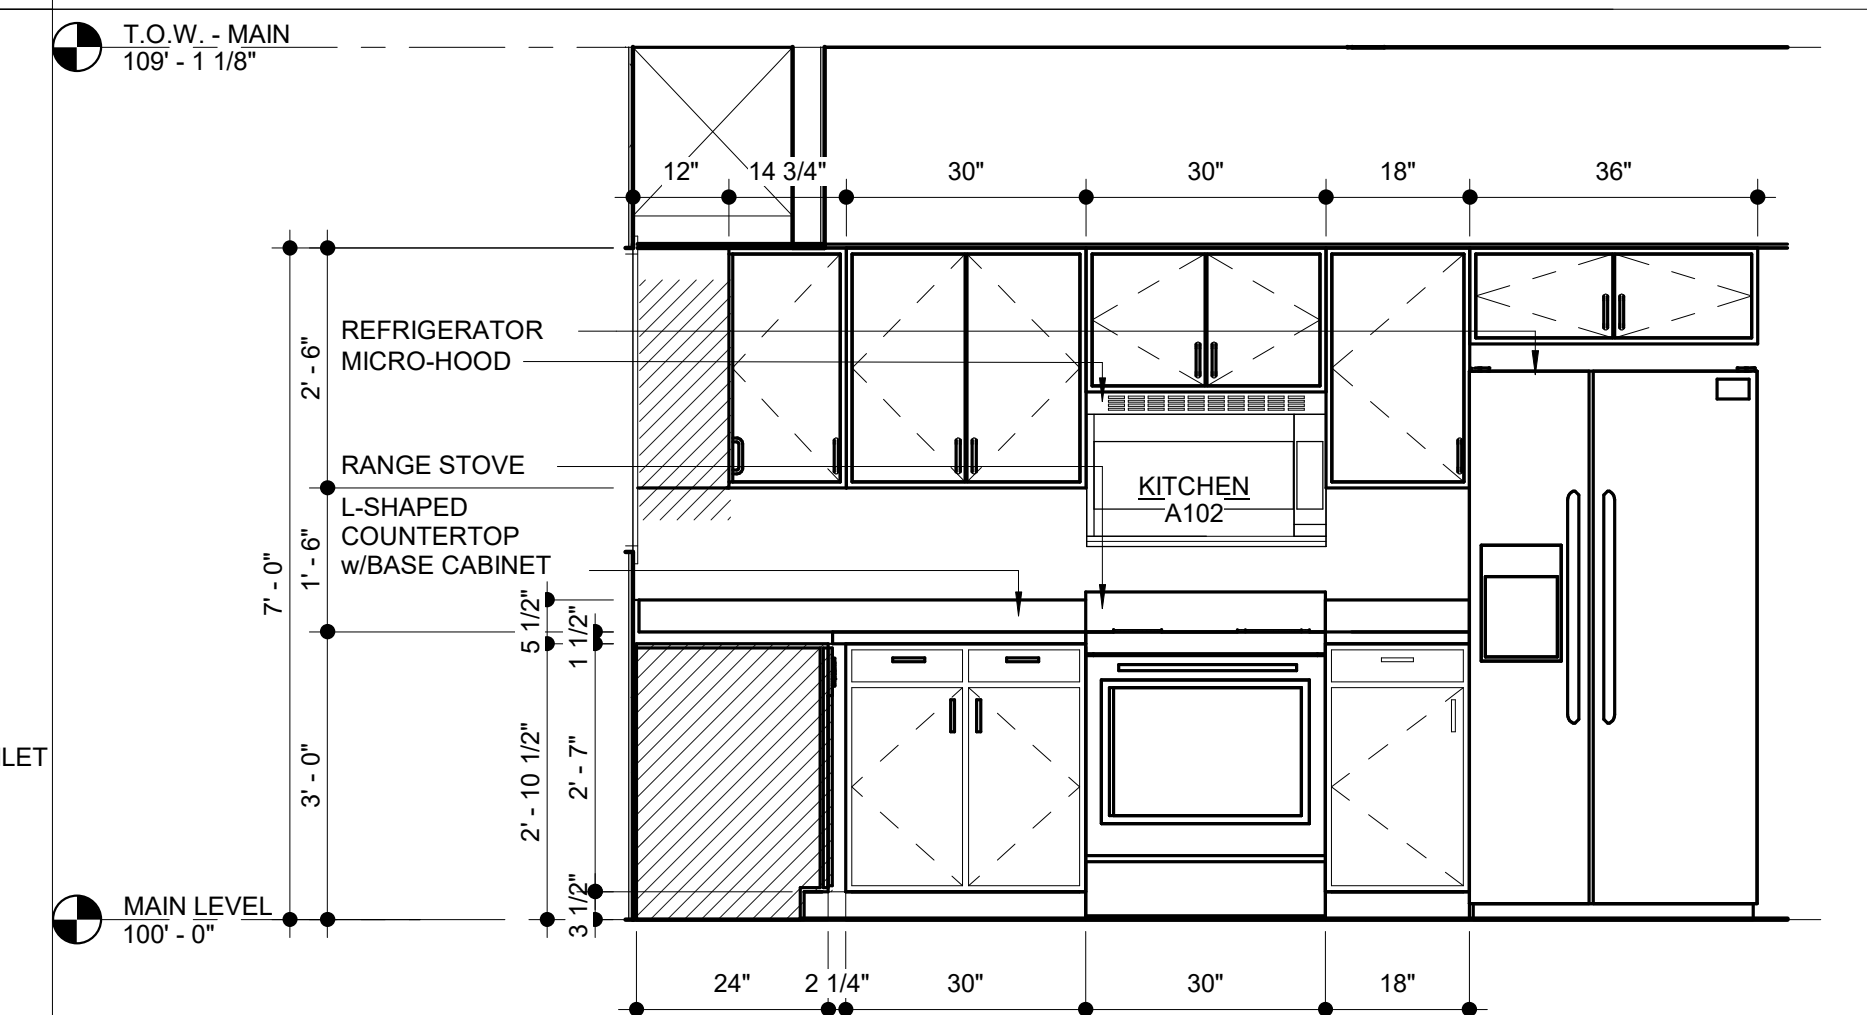 T.O.W. - MAIN
109' - 1 1/8"
12"
14 3/4"
30"
30"
18"
36"
REFRIGERATOR
MICRO-HOOD
RANGE STOVE
L-SHAPED
COUNTERTOP
w/BASE CABINET
KITCHEN
A102
7' - 0"
2' - 6"
1' - 6"
3' - 0"
5 1/2"
1 1/2"
2' - 10 1/2"
2' - 7"
3 1/2"
LET
MAIN LEVEL
100' - 0"
24"
2 1/4"
30"
30"
18"